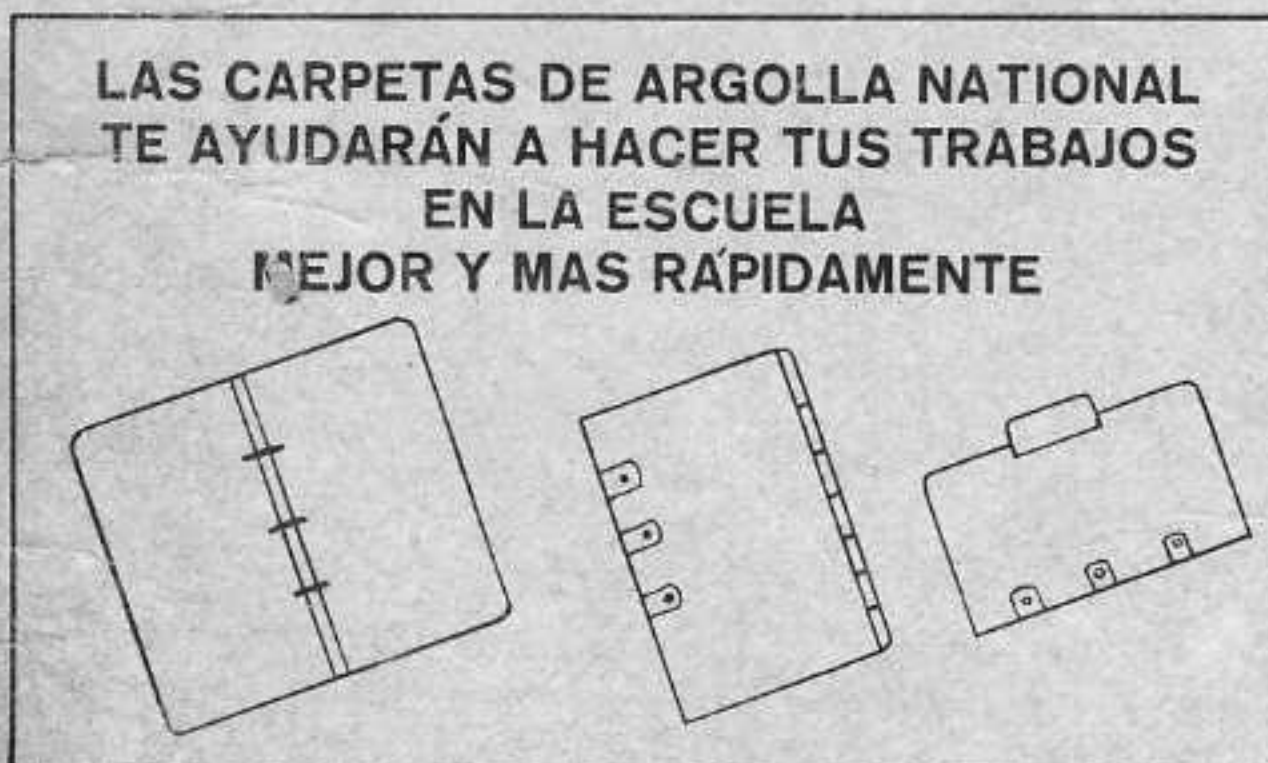 LAS CARPETAS DE ARGOLLA NATIONAL
TE AYUDARÁN A HACER TUS TRABAJOS
EN LA ESCUELA
MEJOR Y MAS RÁPIDAMENTE